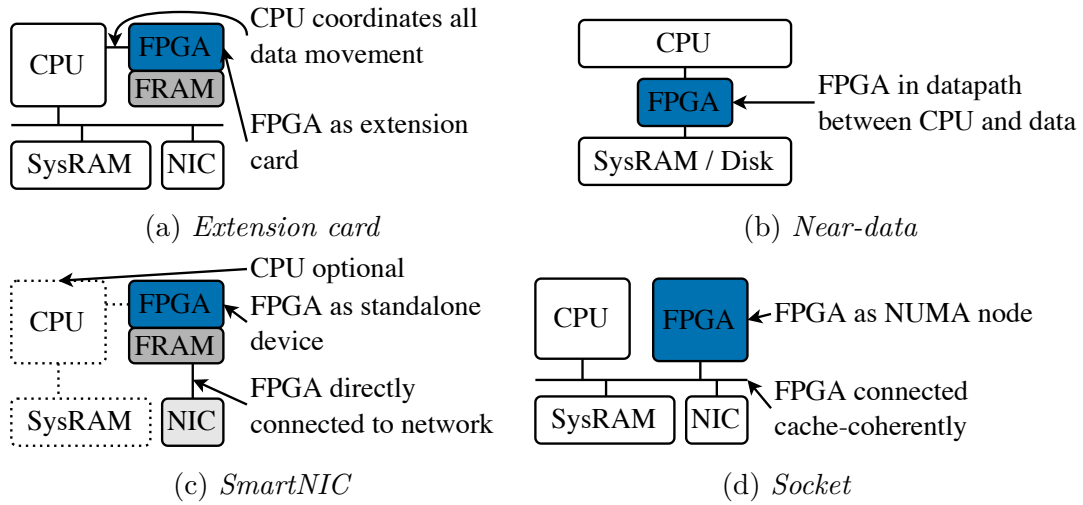 CPU
FPGA
FRAM
SysRAM
NIC
CPU coordinates all
data movement
FPGA as extension
card
(a) Extension card
CPU
FPGA
SysRAM / Disk
FPGA in datapath
between CPU and data
(b) Near-data
CPU
FPGA
FRAM
SysRAM
NIC
CPU optional
FPGA as standalone
device
FPGA directly
connected to network
(c) SmartNIC
CPU
FPGA
SysRAM
NIC
FPGA as NUMA node
FPGA connected
cache-coherently
(d) Socket